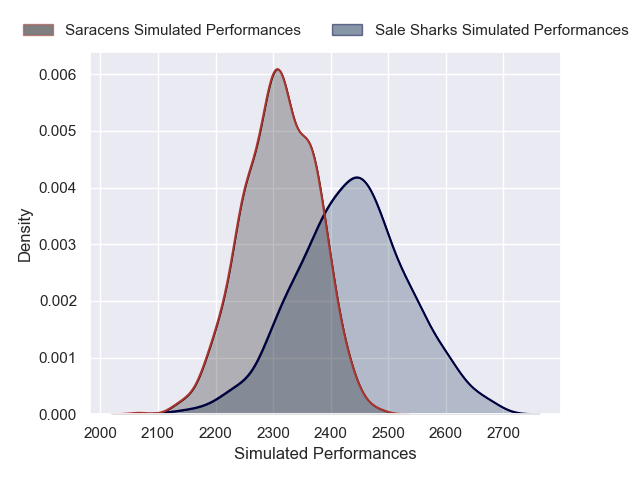 Saracens Simulated Performances
Sale Sharks Simulated Performances
0.006
0.005
0.004
0.003
0.002
0.001
0.000
Density
2000 2100 2200 2300 2400 2500 2600 2700
Simulated Performances